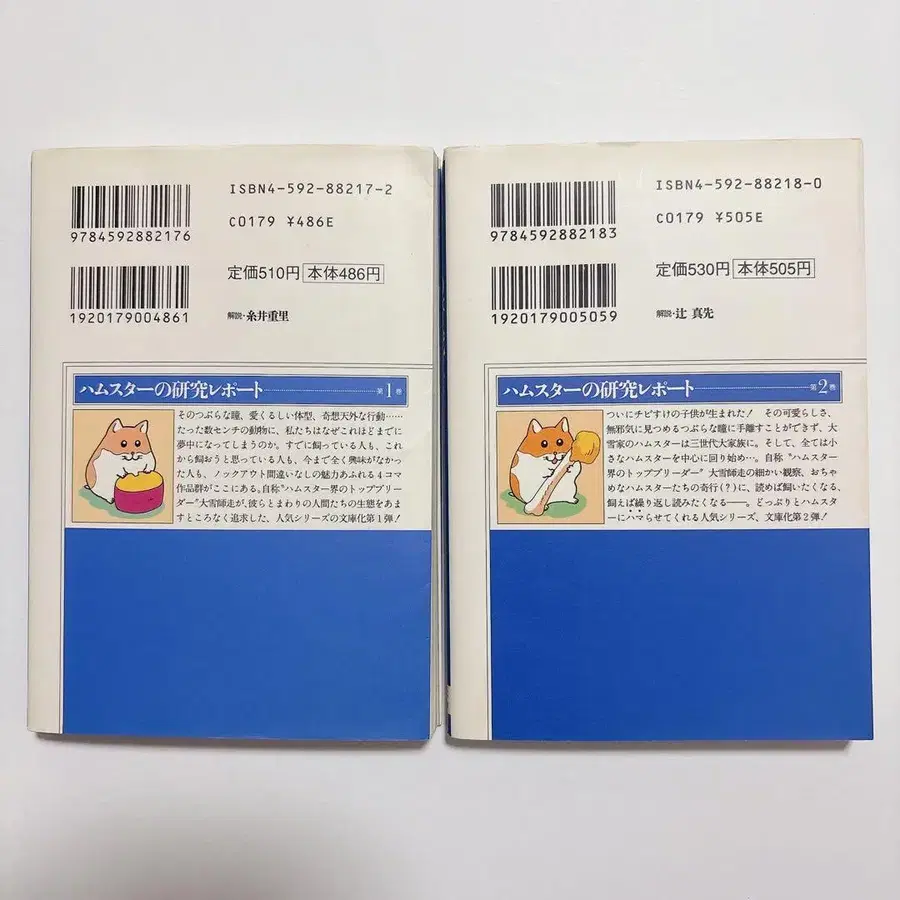 ISBN4-592-88217-2
C0179 ¥486E
9784592882176
定価510円 本体486円
1920179004861
解説・糸井重里
ハムスターの研究レポート 第1巻
そのつぶらな瞳、愛くるしい体型、奇想天外な行動……
たった数センチの動物に、私たちはなぜこれほどまでに
夢中になってしまうのか。すでに飼っている人も、これ
から飼おうと思っている人も、今まで全く興味がなかっ
た人も、ノックアウト間違いなしの魅力あふれる4コマ
作品群がここにある。自称“ハムスター界のトップブリー
ダー”大雪師走が、彼らとまわりの人間たちの生態をあま
すところなく追求した、人気シリーズの文庫化第1弾!
ISBN4-592-88218-0
C0179 ¥505E
9784592882183
定価530円 本体505円
1920179005059
解説・辻 真先
ハムスターの研究レポート 第2巻
ついにチビすけの子供が生まれた! その可愛らしさ、
無邪気に見つめるつぶらな瞳に手離すことができず、大
雪家のハムスターは三世代大家族に。そして、全ては小
さなハムスターを中心に回り始め…。自称“ハムスター
界のトップブリーダー”大雪師走の細かい観察、おちゃ
めなハムスターたちの奇行(?)に、読めば飼いたくなる、
飼えば繰り返し読みたくなる――。どっぷりとハムスタ
ーにハマらせてくれる人気シリーズ、文庫化第2弾!